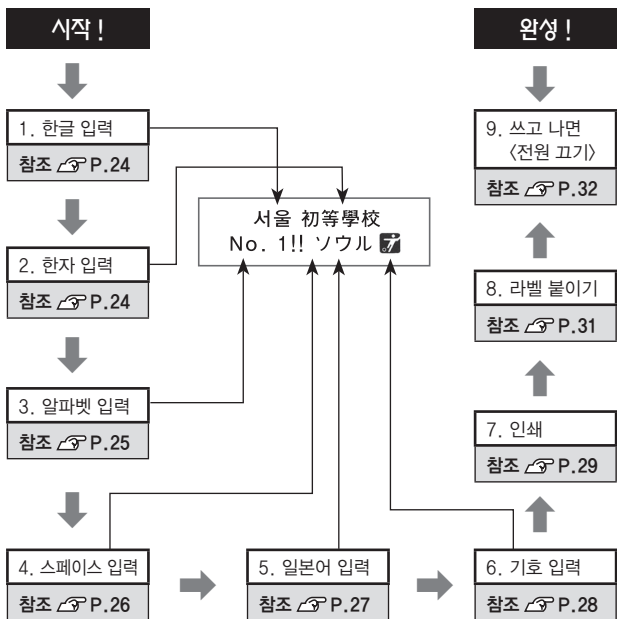 시작!
1. 한글 입력
참조 P.24
2. 한자 입력
참조 P.24
3. 알파벳 입력
참조 P.25
4. 스페이스 입력
참조 P.26
5. 일본어 입력
참조 P.27
6. 기호 입력
참조 P.28
7. 인쇄
참조 P.29
8. 라벨 붙이기
참조 P.31
9. 쓰고 나면
〈전원 끄기〉
참조 P.32
완성!
서울 初等學校
No. 1!! ソウル